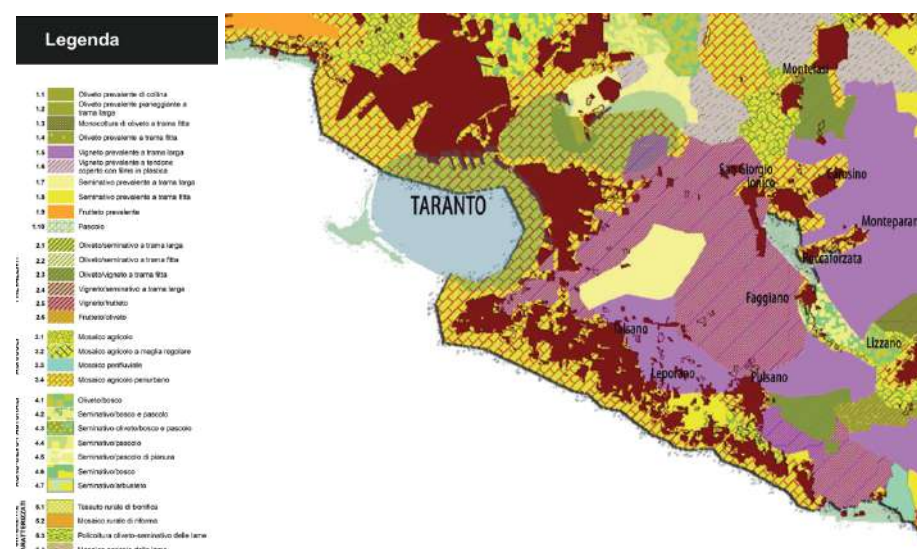 Legenda
1.1 Oliveto prevalente di collina
1.2 Oliveto prevalente pianeggiante a
trama larga
1.3 Monocoltura di oliveto a trama fitta
1.4 Oliveto prevalente a trama fitta
1.5 Vigneto prevalente a trama larga
1.6 Vigneto prevalente a tendone
coperto con films in plastica
1.7 Seminativo prevalente a trama larga
1.8 Seminativo prevalente a trama fitta
1.9 Frutteto prevalente
1.10 Pascolo
2.1 Oliveto/seminativo a trama larga
2.2 Oliveto/seminativo a trama fitta
2.3 Oliveto/vigneto a trama fitta
2.4 Vigneto/seminativo a trama larga
2.5 Vigneto/frutteto
2.6 Frutteto/oliveto
3.1 Mosaico agricolo
3.2 Mosaico agricolo a maglia regolare
3.3 Mosaico perifluviale
3.4 Mosaico agricolo periurbano
4.1 Oliveto/bosco
4.2 Seminativo/bosco e pascolo
4.3 Seminativo-oliveto/bosco e pascolo
4.4 Seminativo/pascolo
4.5 Seminativo/pascolo di pianura
4.6 Seminativo/bosco
4.7 Seminativo/arbusteto
5.1 Tessuto rurale di bonifica
5.2 Mosaico rurale di riforma
5.3 Policoltura oliveto-seminativo delle lame
Monteiasi
TARANTO
San Giorgio
Ionico
Carosino
Monteparan
Roccaforzata
Faggiano
Lizzano
Talsano
Leporano
Pulsano